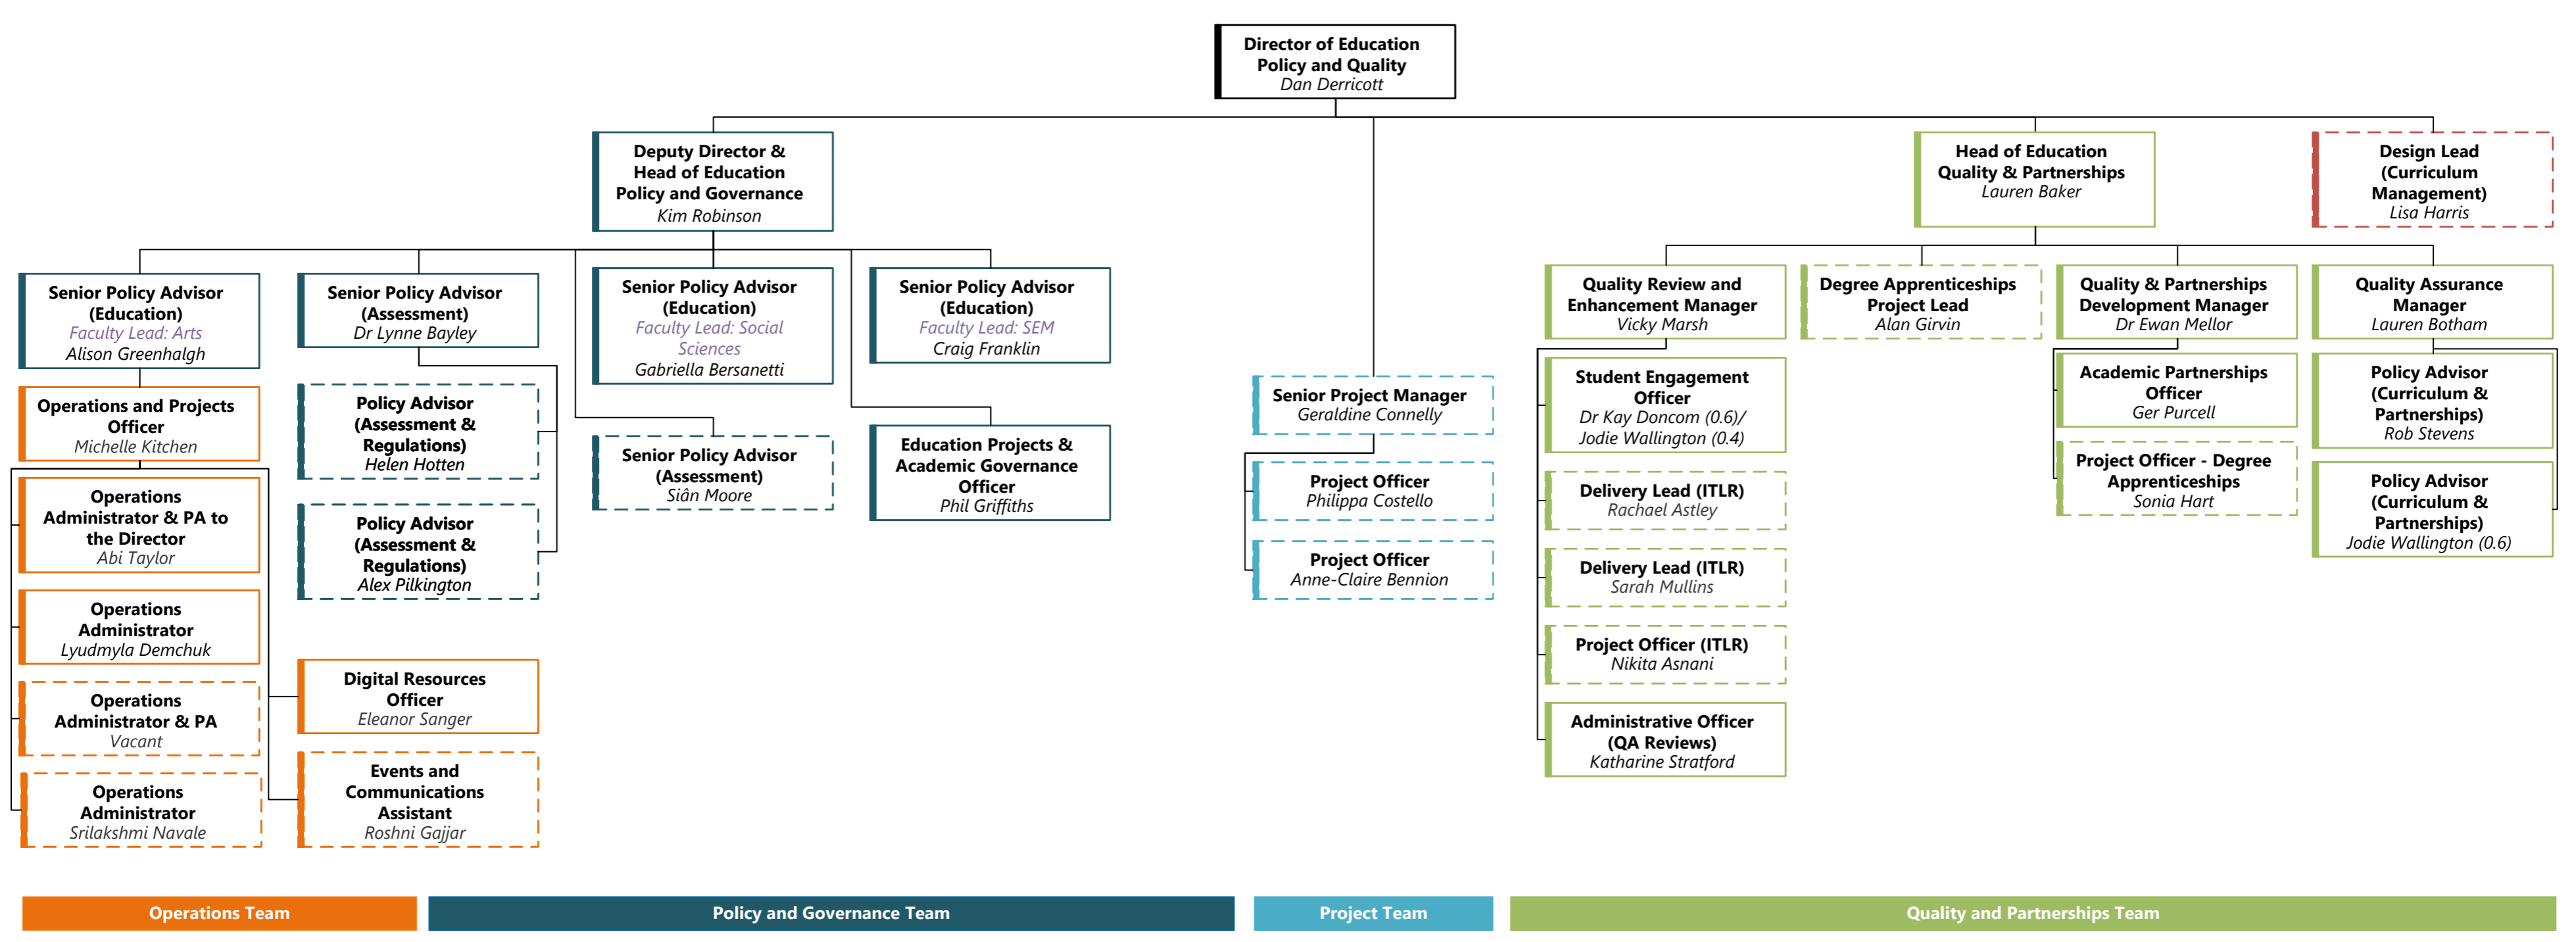 Director of Education
Policy and Quality
Dan Derricott
Deputy Director &
Head of Education
Policy and Governance
Kim Robinson
Head of Education
Quality & Partnerships
Lauren Baker
Design Lead
(Curriculum
Management)
Lisa Harris
Senior Policy Advisor
(Education)
Faculty Lead: Arts
Alison Greenhalgh
Senior Policy Advisor
(Assessment)
Dr Lynne Bayley
Senior Policy Advisor
(Education)
Faculty Lead: Social
Sciences
Gabriella Bersanetti
Senior Policy Advisor
(Education)
Faculty Lead: SEM
Craig Franklin
Quality Review and
Enhancement Manager
Vicky Marsh
Degree Apprenticeships
Project Lead
Alan Girvin
Quality & Partnerships
Development Manager
Dr Ewan Mellor
Quality Assurance
Manager
Lauren Botham
Operations and Projects
Officer
Michelle Kitchen
Policy Advisor
(Assessment &
Regulations)
Helen Hotten
Senior Policy Advisor
(Assessment)
Siân Moore
Education Projects &
Academic Governance
Officer
Phil Griffiths
Senior Project Manager
Geraldine Connelly
Student Engagement
Officer
Dr Kay Doncom (0.6)/
Jodie Wallington (0.4)
Academic Partnerships
Officer
Ger Purcell
Policy Advisor
(Curriculum &
Partnerships)
Rob Stevens
Operations
Administrator & PA to
the Director
Abi Taylor
Policy Advisor
(Assessment &
Regulations)
Alex Pilkington
Project Officer
Philippa Costello
Delivery Lead (ITLR)
Rachael Astley
Project Officer - Degree
Apprenticeships
Sonia Hart
Policy Advisor
(Curriculum &
Partnerships)
Jodie Wallington (0.6)
Project Officer
Anne-Claire Bennion
Delivery Lead (ITLR)
Sarah Mullins
Operations
Administrator
Lyudmyla Demchuk
Project Officer (ITLR)
Nikita Asnani
Digital Resources
Officer
Eleanor Sanger
Operations
Administrator & PA
Vacant
Administrative Officer
(QA Reviews)
Katharine Stratford
Operations
Administrator
Srilakshmi Navale
Events and
Communications
Assistant
Roshni Gajjar
Operations Team
Policy and Governance Team
Project Team
Quality and Partnerships Team